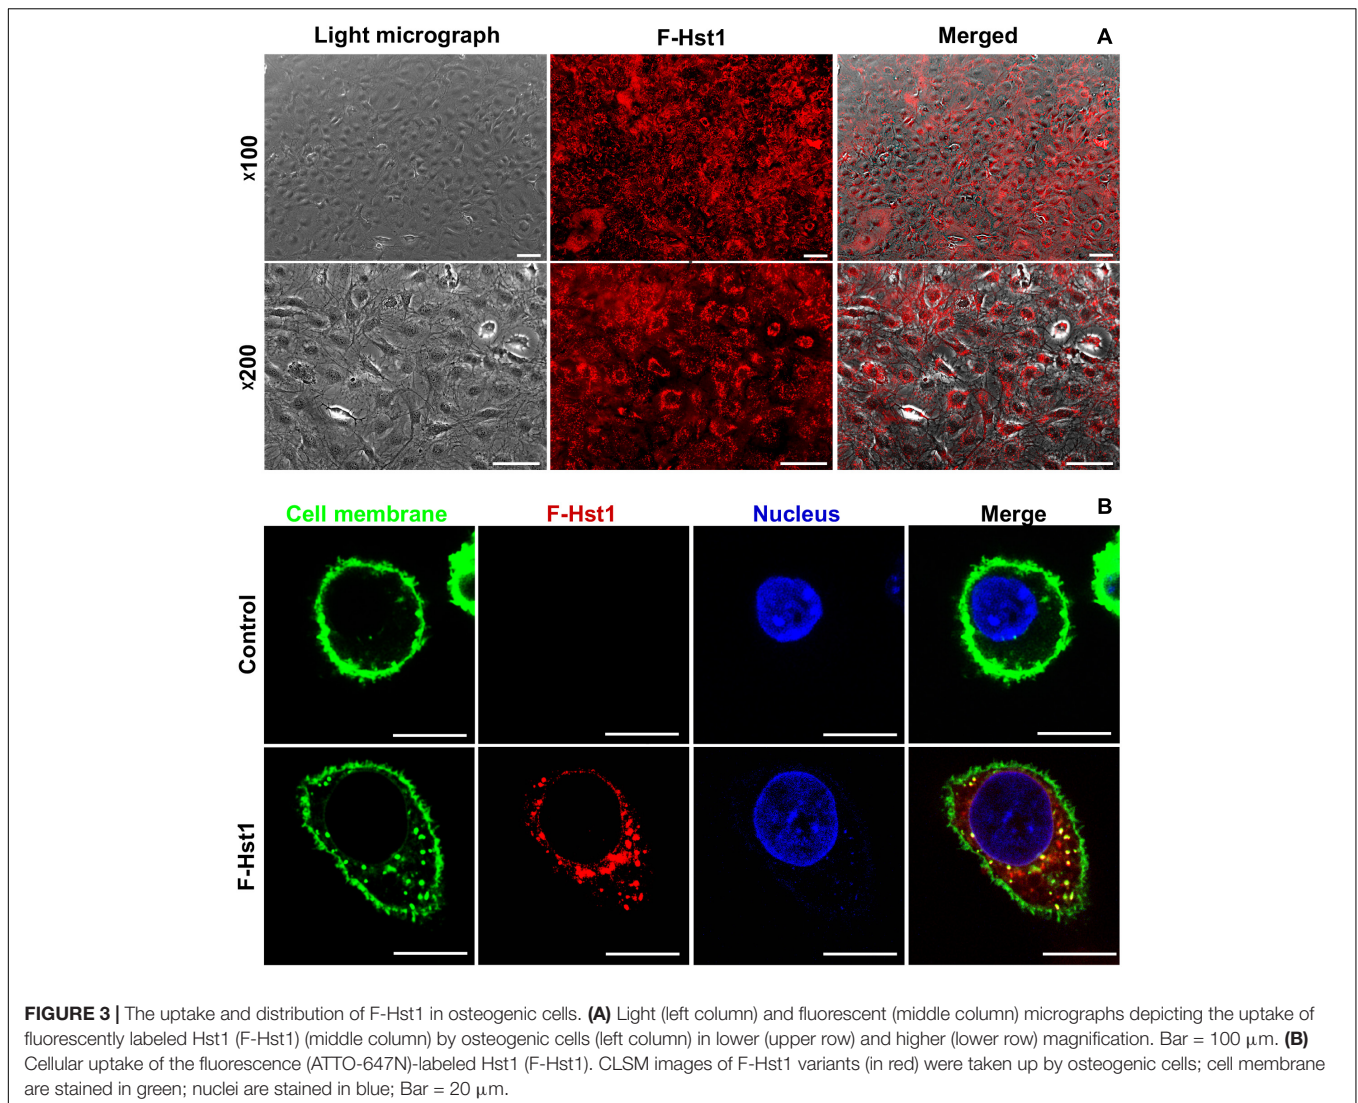 Light micrograph F-Hst1 Merged A
x100
x200
Cell membrane F-Hst1 Nucleus Merge B
Control
F-Hst1
FIGURE 3 | The uptake and distribution of F-Hst1 in osteogenic cells. (A) Light (left column) and fluorescent (middle column) micrographs depicting the uptake of
fluorescently labeled Hst1 (F-Hst1) (middle column) by osteogenic cells (left column) in lower (upper row) and higher (lower row) magnification. Bar = 100 μm. (B)
Cellular uptake of the fluorescence (ATTO-647N)-labeled Hst1 (F-Hst1). CLSM images of F-Hst1 variants (in red) were taken up by osteogenic cells; cell membrane
are stained in green; nuclei are stained in blue; Bar = 20 μm.